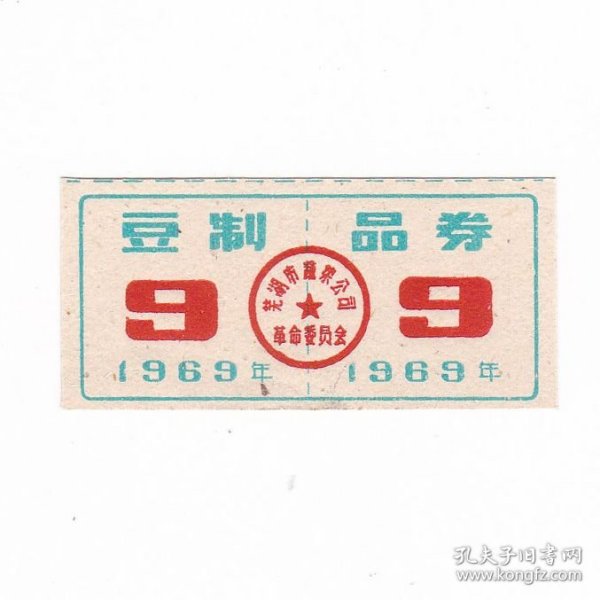 豆制品券
9 9
芜湖市蔬菜公司
革命委员会
1969年 1969年
孔夫子旧书网
www.kongfz.com